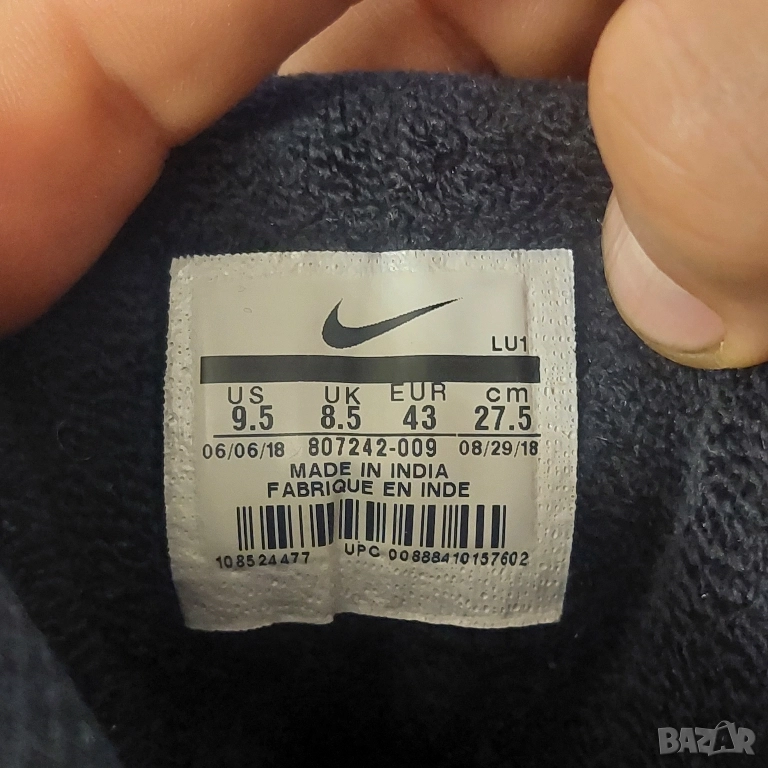 LU1
US UK EUR cm
9.5 8.5 43 27.5
06/06/18 807242-009 08/29/18
MADE IN INDIA
FABRIQUE EN INDE
108524477 UPC 00888410157602
BAZAR